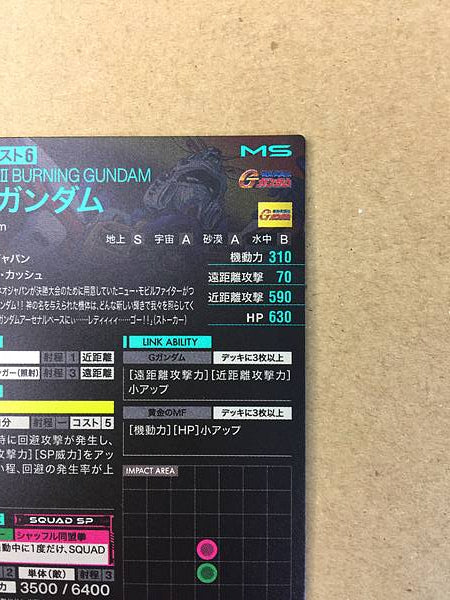 スト6
MS
II BURNING GUNDAM
ガンダム
m
地上 S 宇宙 A 砂漠 A 水中 B
ジャパン
機動力 310
・カッシュ
遠距離攻撃 70
ネオジャパンが決勝大会のために用意していたニュー・モビルファイターがつ
近距離攻撃 590
ガンダム!! 神の名を与えられた機体は、どんな新しい輝きで我々を照らしてく
HP 630
ガンダムアーセナルベースにぃ……レディィィィ……ゴー!!」(ストーカー)
LINK ABILITY
射程 1 近距離
Gガンダム デッキに3枚以上
ガー(照射) 射程 3 遠距離
[遠距離攻撃力][近距離攻撃力]
小アップ
黄金のMF デッキに3枚以上
分 射程 ー コスト 5
[機動力][HP]小アップ
時に回避攻撃が発生し、
攻撃力][SP威力]をアッ
い程、回避の発生率が上
IMPACT AREA
SQUAD SP
シャッフル同盟拳
動中に1度だけ、SQUAD
2 単体(敵) 射程 3
力 3500 / 6400